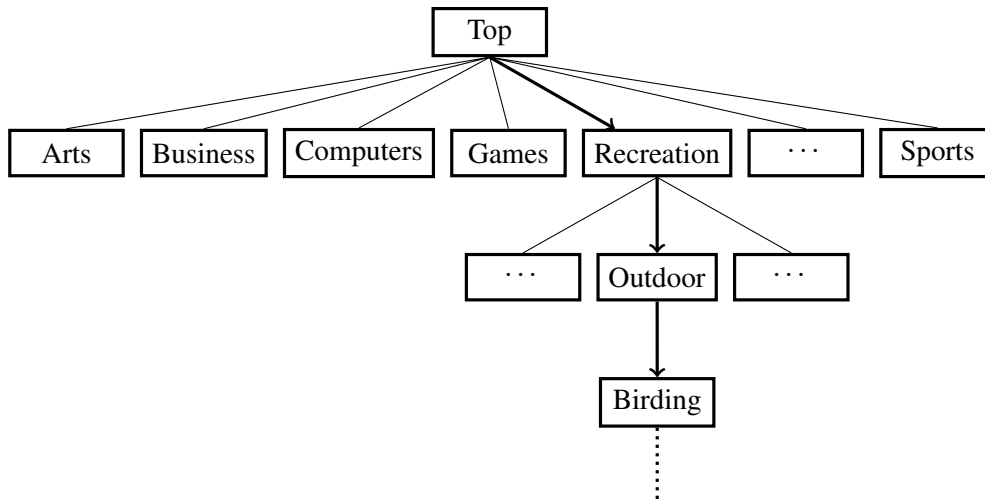 Top
Arts Business Computers Games Recreation ... Sports
... Outdoor ...
Birding